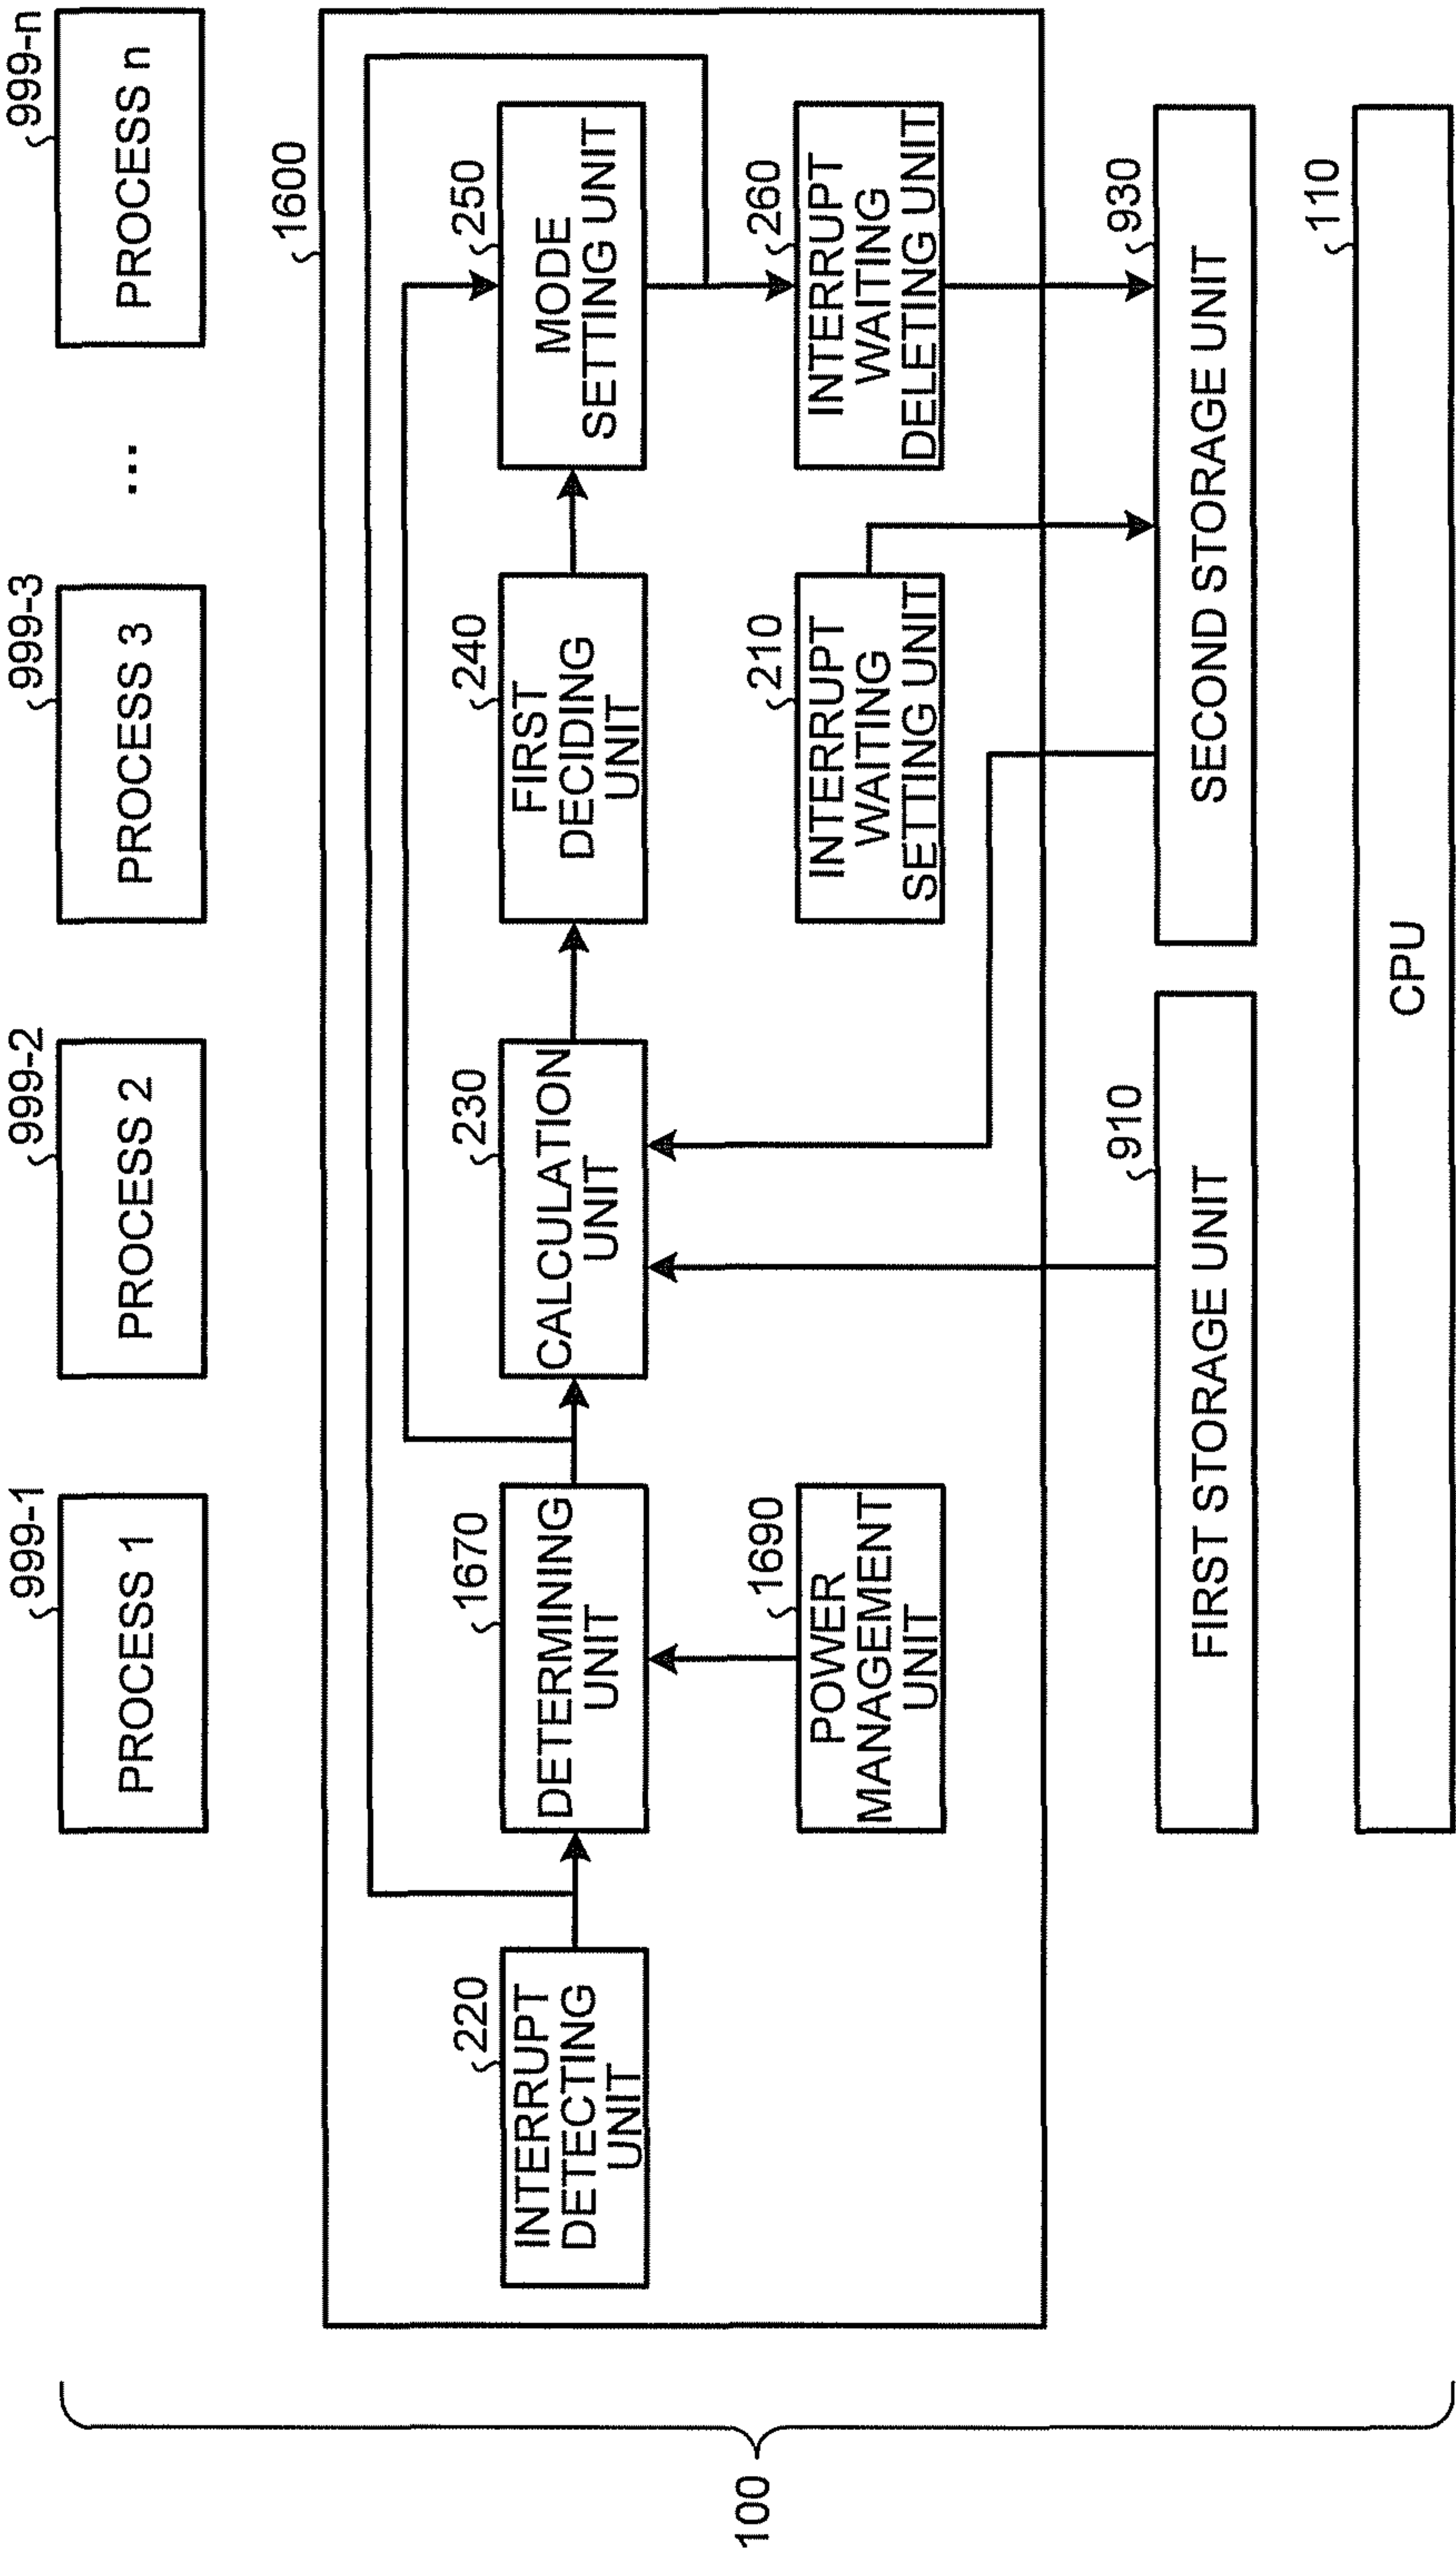 999-1
PROCESS 1
999-2
PROCESS 2
999-3
PROCESS 3
...
999-n
PROCESS n
1600
220
INTERRUPT
DETECTING
UNIT
1670
DETERMINING
UNIT
230
CALCULATION
UNIT
240
FIRST
DECIDING
UNIT
250
MODE
SETTING UNIT
1690
POWER
MANAGEMENT
UNIT
210
INTERRUPT
WAITING
SETTING UNIT
260
INTERRUPT
WAITING
DELETING UNIT
910
FIRST STORAGE UNIT
930
SECOND STORAGE UNIT
110
CPU
100